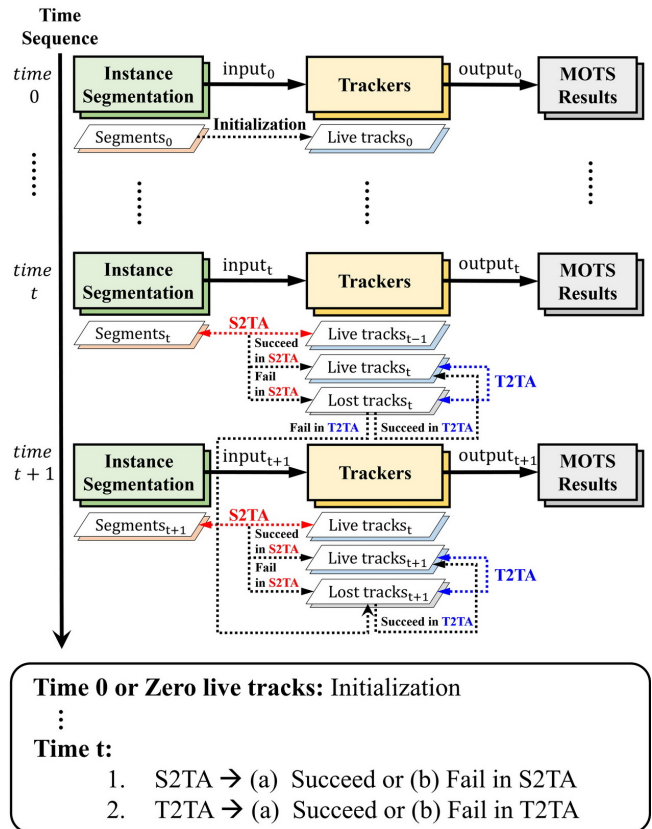 Time
Sequence
time
0
Instance
Segmentation
input₀
Trackers
output₀
MOTS
Results
Segments₀
Initialization
Live tracks₀
time
t
Instance
Segmentation
inputₜ
Trackers
outputₜ
MOTS
Results
Segmentsₜ
S2TA
Live tracksₜ₋₁
Succeed
in S2TA
Live tracksₜ
Fail
in S2TA
Lost tracksₜ
T2TA
Fail in T2TA
Succeed in T2TA
time
t + 1
Instance
Segmentation
inputₜ₊₁
Trackers
outputₜ₊₁
MOTS
Results
Segmentsₜ₊₁
S2TA
Live tracksₜ
Succeed
in S2TA
Live tracksₜ₊₁
Fail
in S2TA
Lost tracksₜ₊₁
T2TA
Succeed in T2TA
Time 0 or Zero live tracks: Initialization
⋮
Time t:
1. S2TA → (a) Succeed or (b) Fail in S2TA
2. T2TA → (a) Succeed or (b) Fail in T2TA